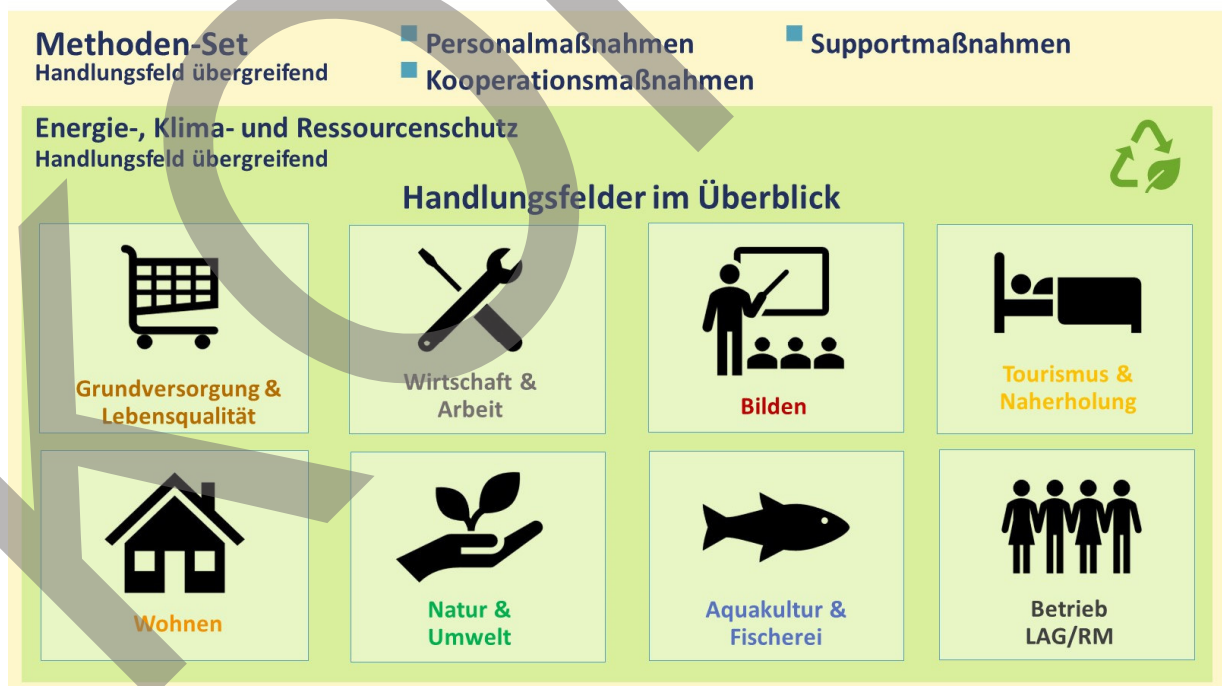 Methoden-Set
Handlungsfeld übergreifend
Personalmaßnahmen
Kooperationsmaßnahmen
Supportmaßnahmen
Energie-, Klima- und Ressourcenschutz
Handlungsfeld übergreifend
Handlungsfelder im Überblick
Grundversorgung &
Lebensqualität
Wirtschaft &
Arbeit
Bilden
Tourismus &
Naherholung
Wohnen
Natur &
Umwelt
Aquakultur &
Fischerei
Betrieb
LAG/RM